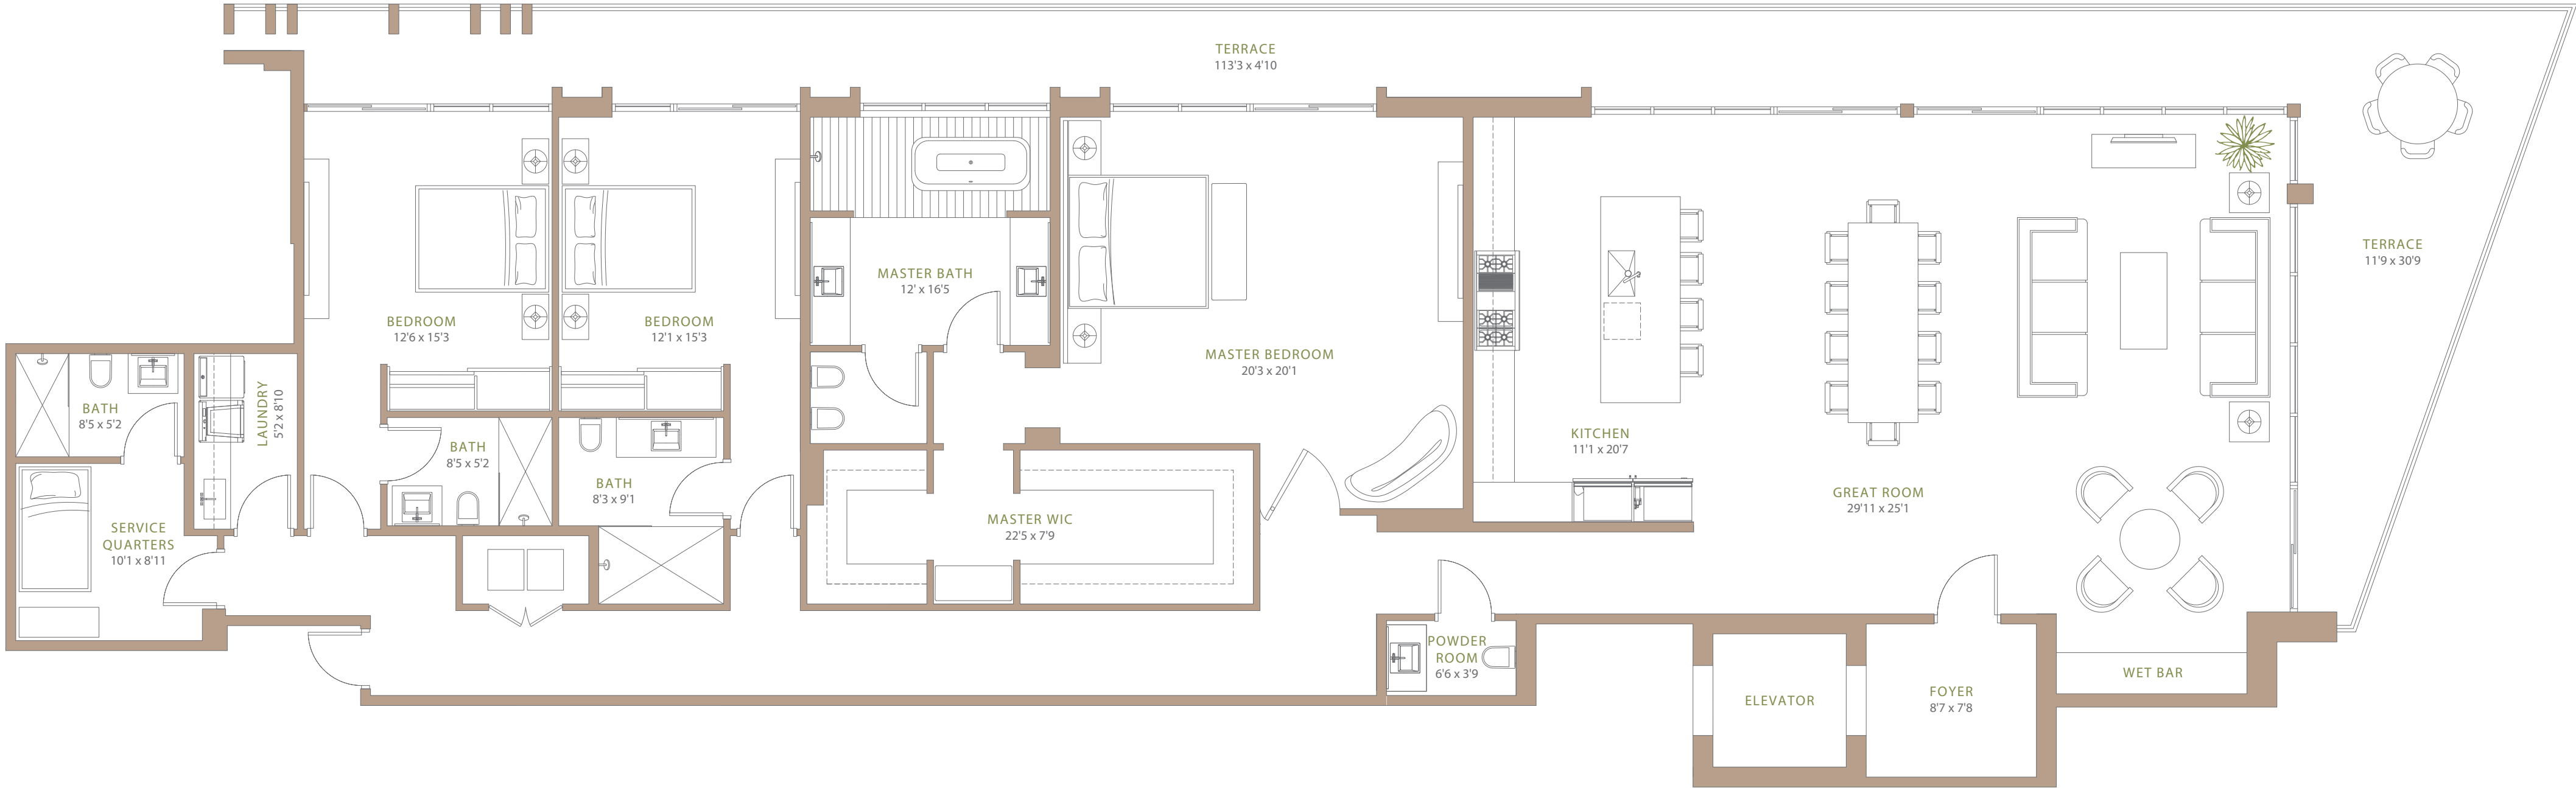 TERRACE
113'3 x 4'10
TERRACE
11'9 x 30'9
BEDROOM
12'6 x 15'3
BEDROOM
12'1 x 15'3
MASTER BATH
12' x 16'5
MASTER BEDROOM
20'3 x 20'1
BATH
8'5 x 5'2
LAUNDRY
5'2 x 8'10
BATH
8'5 x 5'2
BATH
8'3 x 9'1
KITCHEN
11'1 x 20'7
GREAT ROOM
29'11 x 25'1
SERVICE
QUARTERS
10'1 x 8'11
MASTER WIC
22'5 x 7'9
POWDER
ROOM
6'6 x 3'9
ELEVATOR
FOYER
8'7 x 7'8
WET BAR